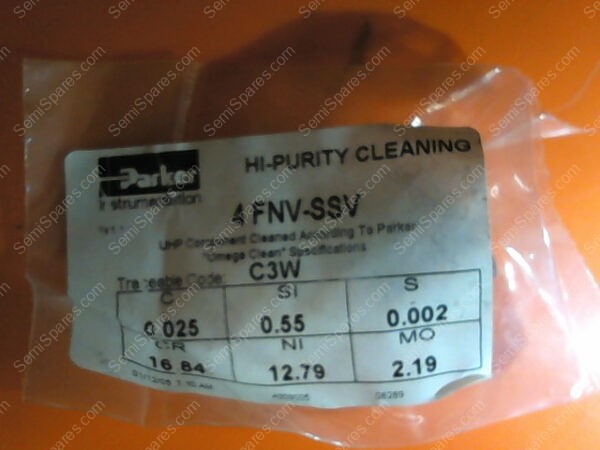 HI-PURITY CLEANING
Parker
Instrumentation
4 FNV-SSV
UHP Component Cleaned According To Parker
"Omega Clean" Specifications
Traceable Code: C3W
C SI S
0.025 0.55 0.002
CR NI MO
16.84 12.79 2.19
SemiSpares.com